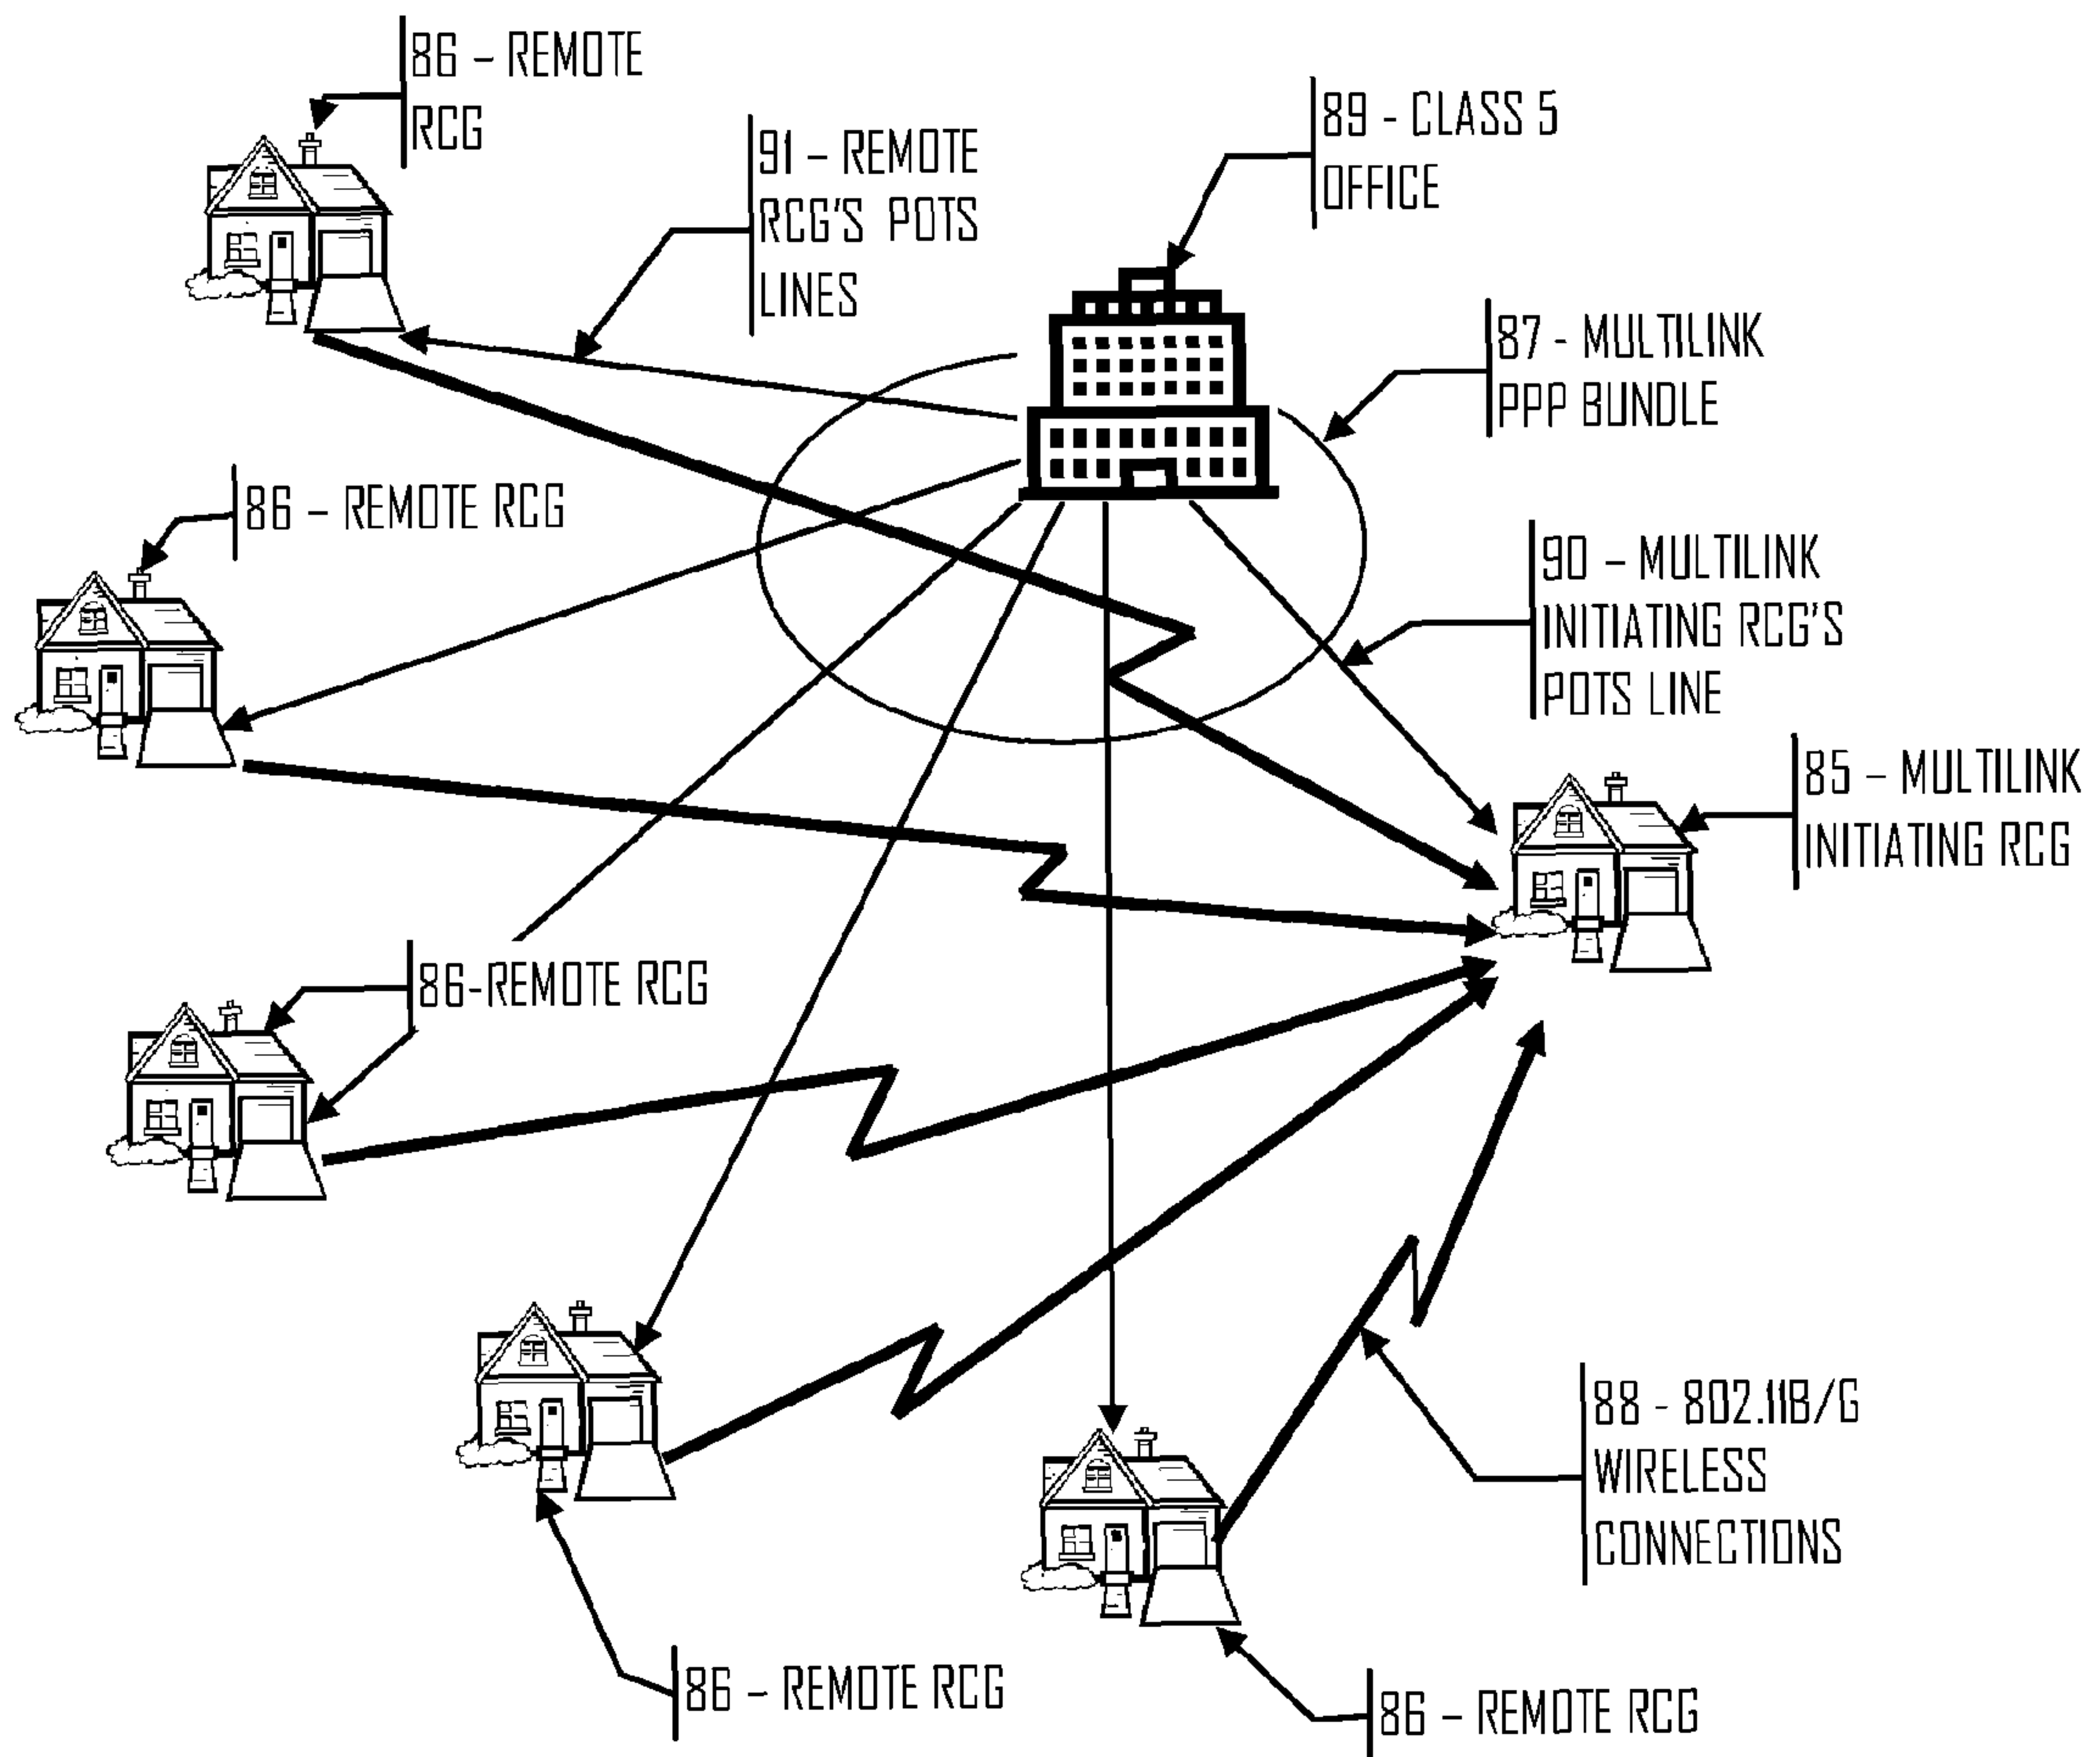 86 – REMOTE
RCG
91 – REMOTE
RCG'S POTS
LINES
89 - CLASS 5
OFFICE
87 - MULTILINK
PPP BUNDLE
86 – REMOTE RCG
90 – MULTILINK
INITIATING RCG'S
POTS LINE
85 – MULTILINK
INITIATING RCG
86-REMOTE RCG
88 - 802.11B/G
WIRELESS
CONNECTIONS
86 – REMOTE RCG
86 – REMOTE RCG